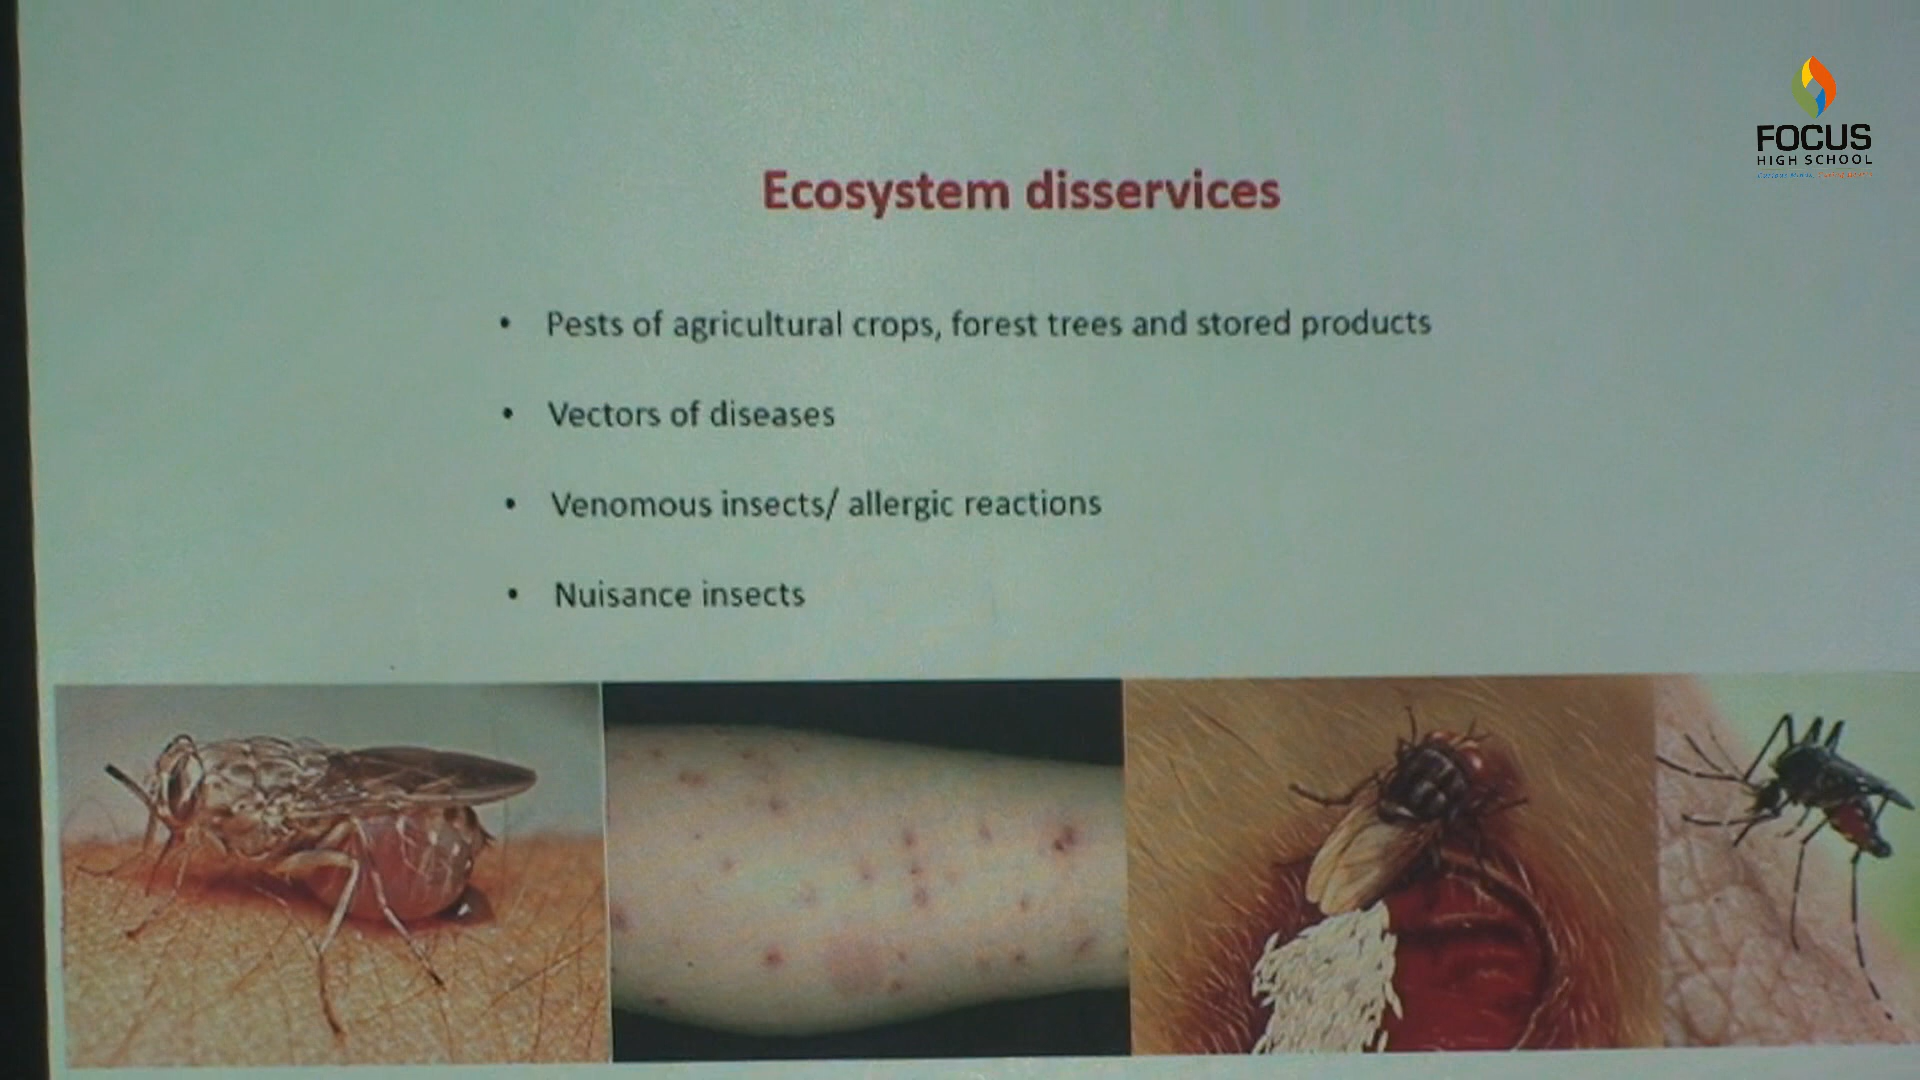 FOCUS
HIGH SCHOOL
Ecosystem disservices
• Pests of agricultural crops, forest trees and stored products
• Vectors of diseases
• Venomous insects/ allergic reactions
• Nuisance insects